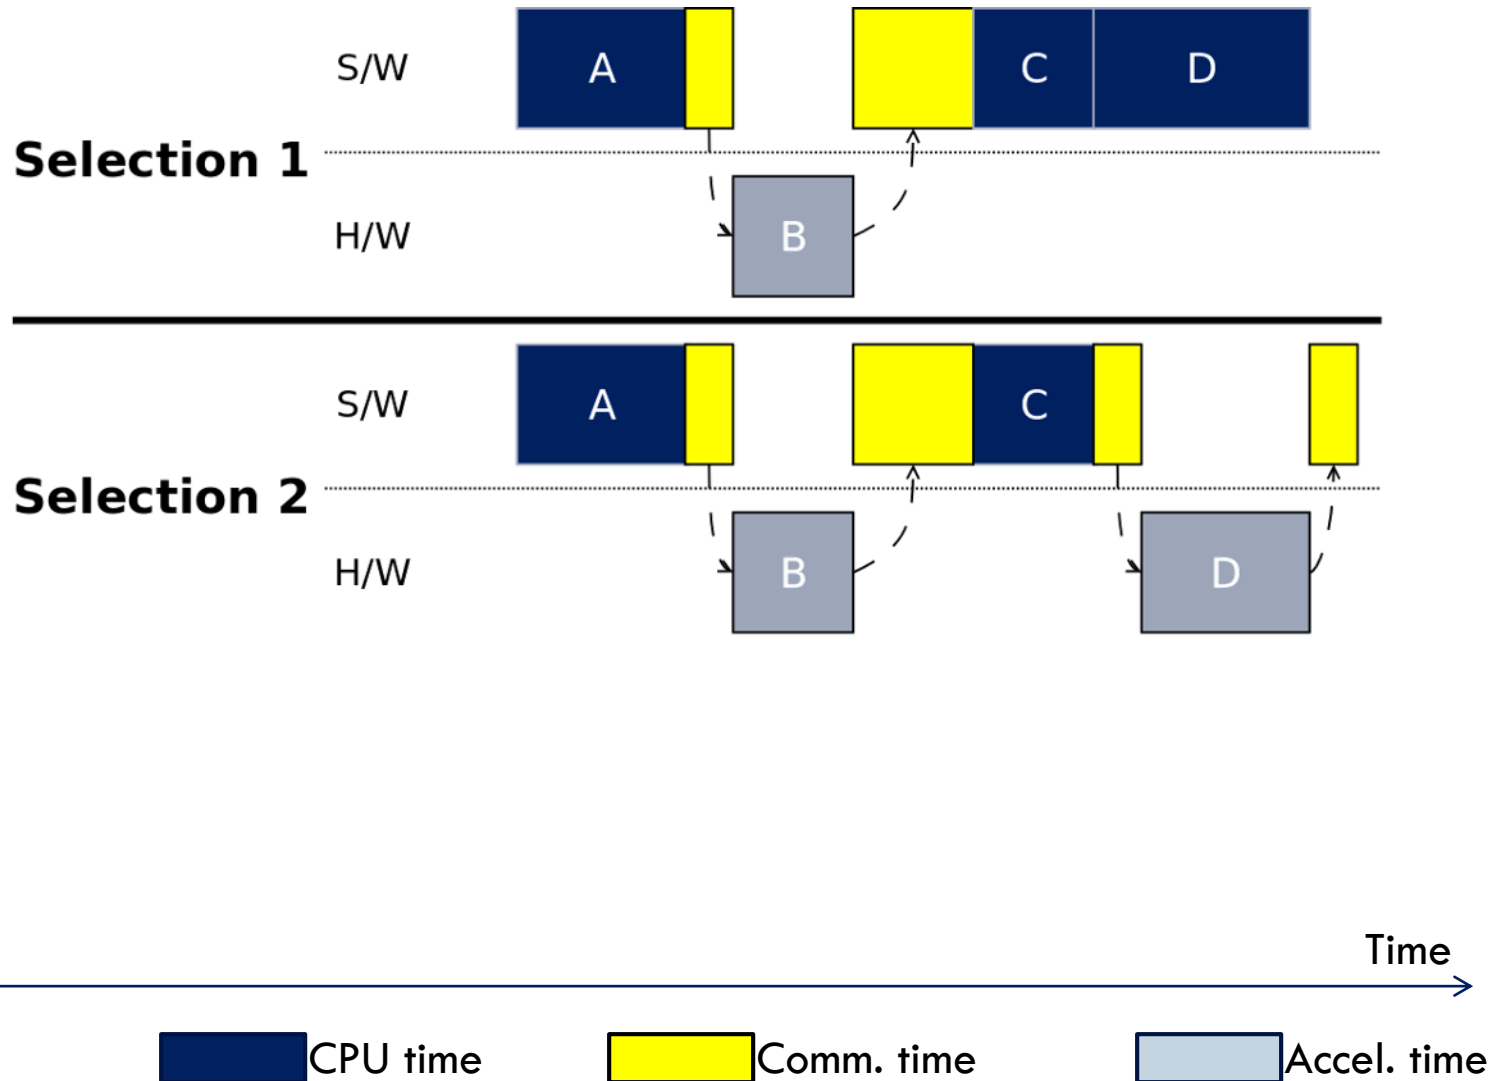 S/W
A
C
D
Selection 1
H/W
B
S/W
A
C
Selection 2
H/W
B
D
Time
CPU time
Comm. time
Accel. time